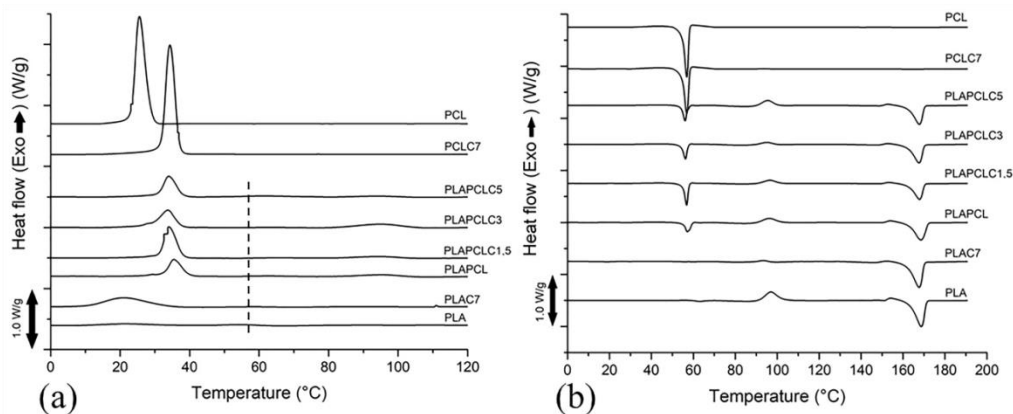 Heat flow (Exo ➡) (W/g)
PCL
PCLC7
PLAPCLC5
PLAPCLC3
PLAPCLC1,5
PLAPCL
PLAC7
PLA
1.0 W/g
0 20 40 60 80 100 120
Temperature (°C)
(a)
Heat flow (Exo ➡) (W/g)
PCL
PCLC7
PLAPCLC5
PLAPCLC3
PLAPCLC1,5
PLAPCL
PLAC7
PLA
1.0 W/g
0 20 40 60 80 100 120 140 160 180 200
Temperature (°C)
(b)